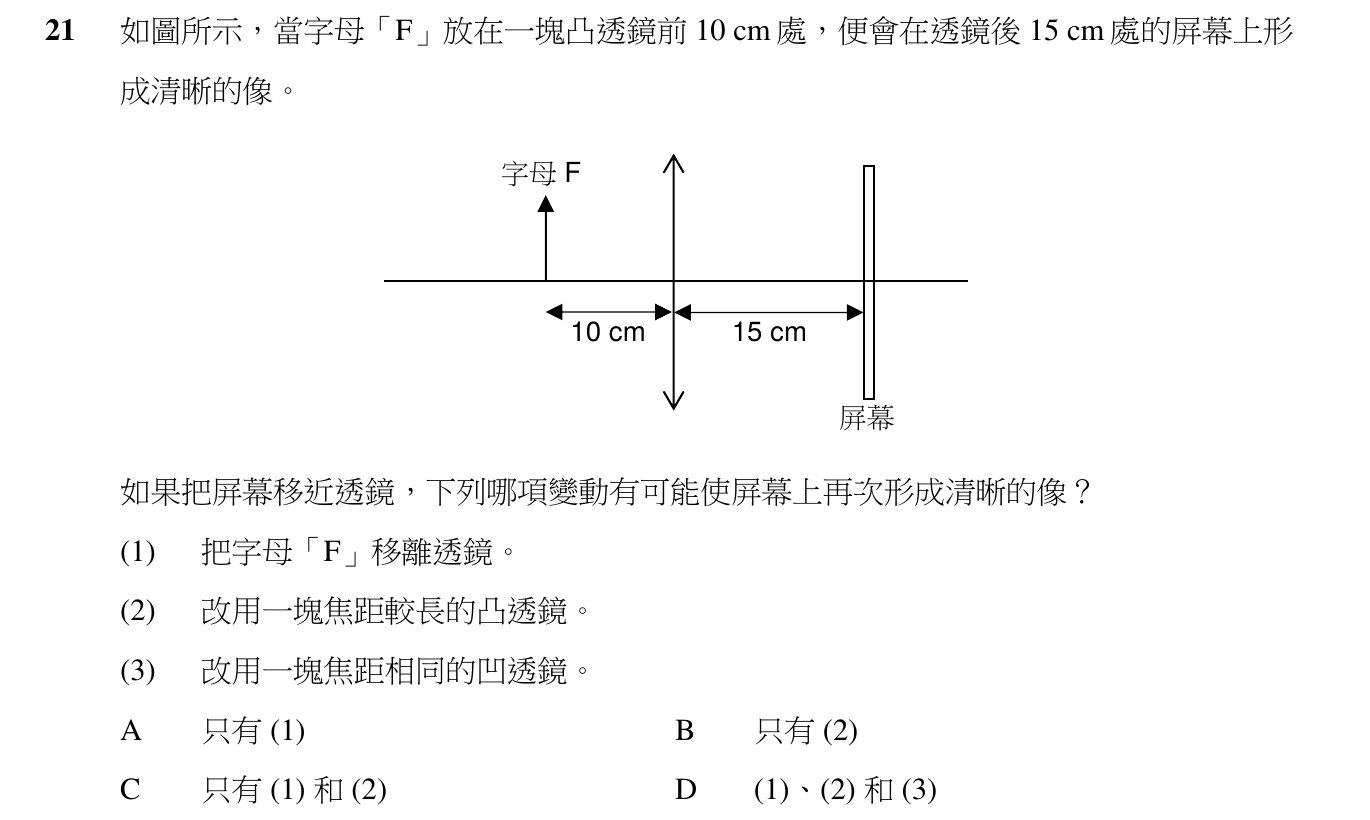 21 如圖所示，當字母「F」放在一塊凸透鏡前 10 cm 處，便會在透鏡後 15 cm 處的屏幕上形
成清晰的像。
字母 F
10 cm 15 cm
屏幕
如果把屏幕移近透鏡，下列哪項變動有可能使屏幕上再次形成清晰的像？
(1) 把字母「F」移離透鏡。
(2) 改用一塊焦距較長的凸透鏡。
(3) 改用一塊焦距相同的凹透鏡。
A 只有 (1) B 只有 (2)
C 只有 (1) 和 (2) D (1)、(2) 和 (3)